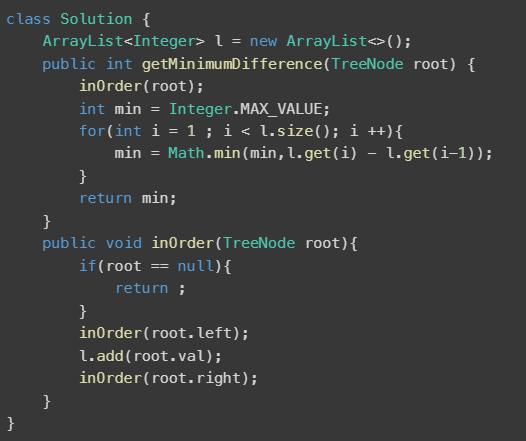 class Solution {
    ArrayList<Integer> l = new ArrayList<>();
    public int getMinimumDifference(TreeNode root) {
        inOrder(root);
        int min = Integer.MAX_VALUE;
        for(int i = 1 ; i < l.size(); i ++){
            min = Math.min(min,l.get(i) - l.get(i-1));
        }
        return min;
    }
    public void inOrder(TreeNode root){
        if(root == null){
            return ;
        }
        inOrder(root.left);
        l.add(root.val);
        inOrder(root.right);
    }
}